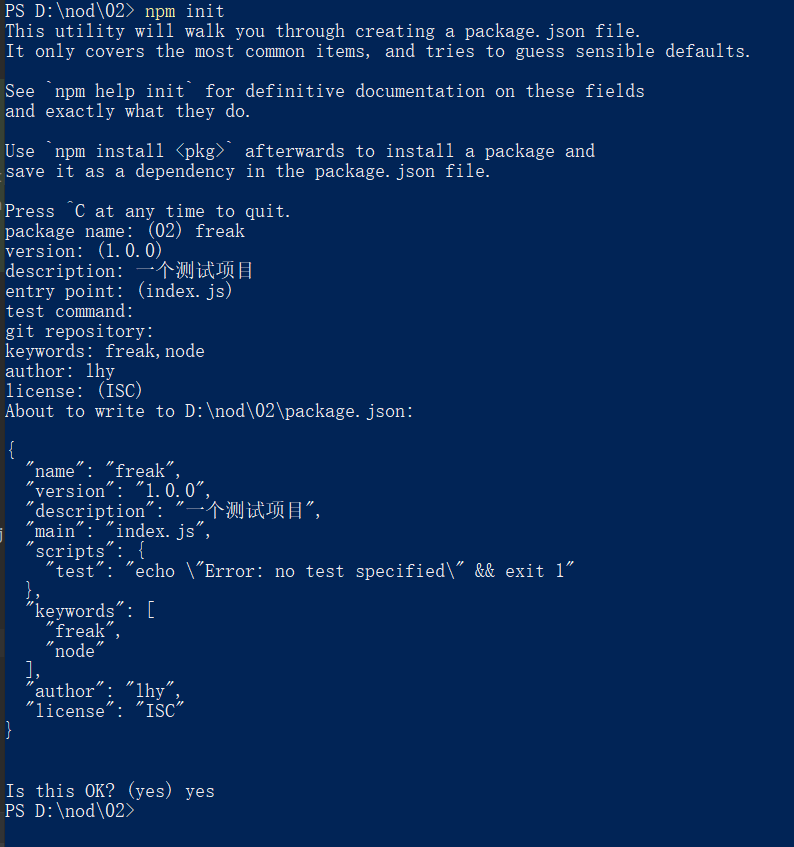 PS D:\nod\02> npm init
This utility will walk you through creating a package.json file.
It only covers the most common items, and tries to guess sensible defaults.
See `npm help init` for definitive documentation on these fields
and exactly what they do.
Use `npm install <pkg>` afterwards to install a package and
save it as a dependency in the package.json file.
Press ^C at any time to quit.
package name: (02) freak
version: (1.0.0)
description: 一个测试项目
entry point: (index.js)
test command:
git repository:
keywords: freak,node
author: lhy
license: (ISC)
About to write to D:\nod\02\package.json:
{
  "name": "freak",
  "version": "1.0.0",
  "description": "一个测试项目",
  "main": "index.js",
  "scripts": {
    "test": "echo \"Error: no test specified\" && exit 1"
  },
  "keywords": [
    "freak",
    "node"
  ],
  "author": "lhy",
  "license": "ISC"
}
Is this OK? (yes) yes
PS D:\nod\02>